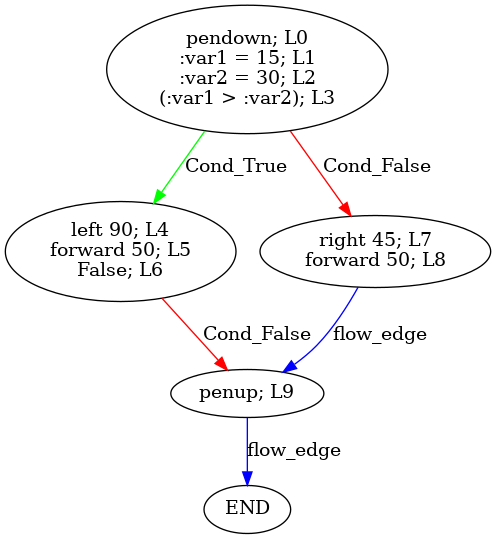 pendown; L0
:var1 = 15; L1
:var2 = 30; L2
(:var1 > :var2); L3
Cond_True
Cond_False
left 90; L4
forward 50; L5
False; L6
right 45; L7
forward 50; L8
Cond_False
flow_edge
penup; L9
flow_edge
END